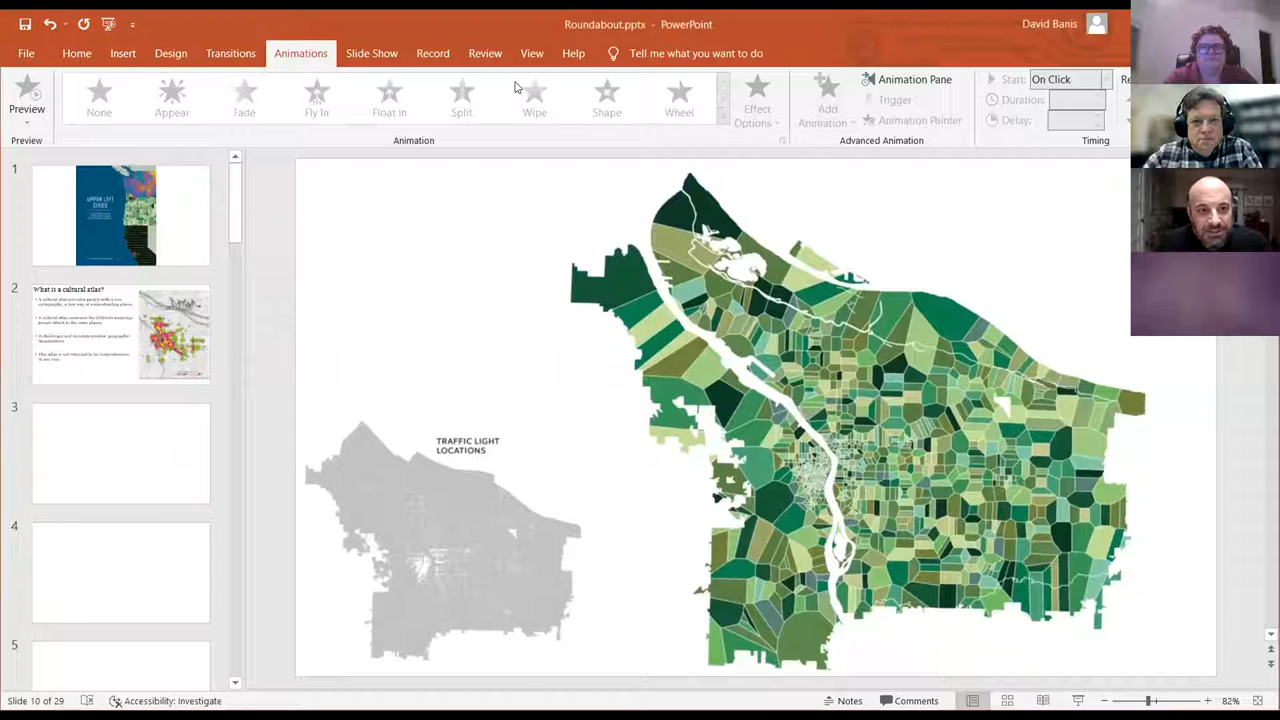 Roundabout.pptx - PowerPoint
David Banis
File Home Insert Design Transitions Animations Slide Show Record Review View Help Tell me what you want to do
Preview
None Appear Fade Fly In Float In Split Wipe Shape Wheel
Effect Options
Add Animation
Animation Pane
Trigger
Animation Painter
Start: On Click
Duration:
Delay:
Re
Preview Animation Advanced Animation Timing
1
UPPER LEFT
CITIES
2
What is a cultural atlas?
3
4
5
TRAFFIC LIGHT
LOCATIONS
Slide 10 of 29 Accessibility: Investigate Notes Comments 82%